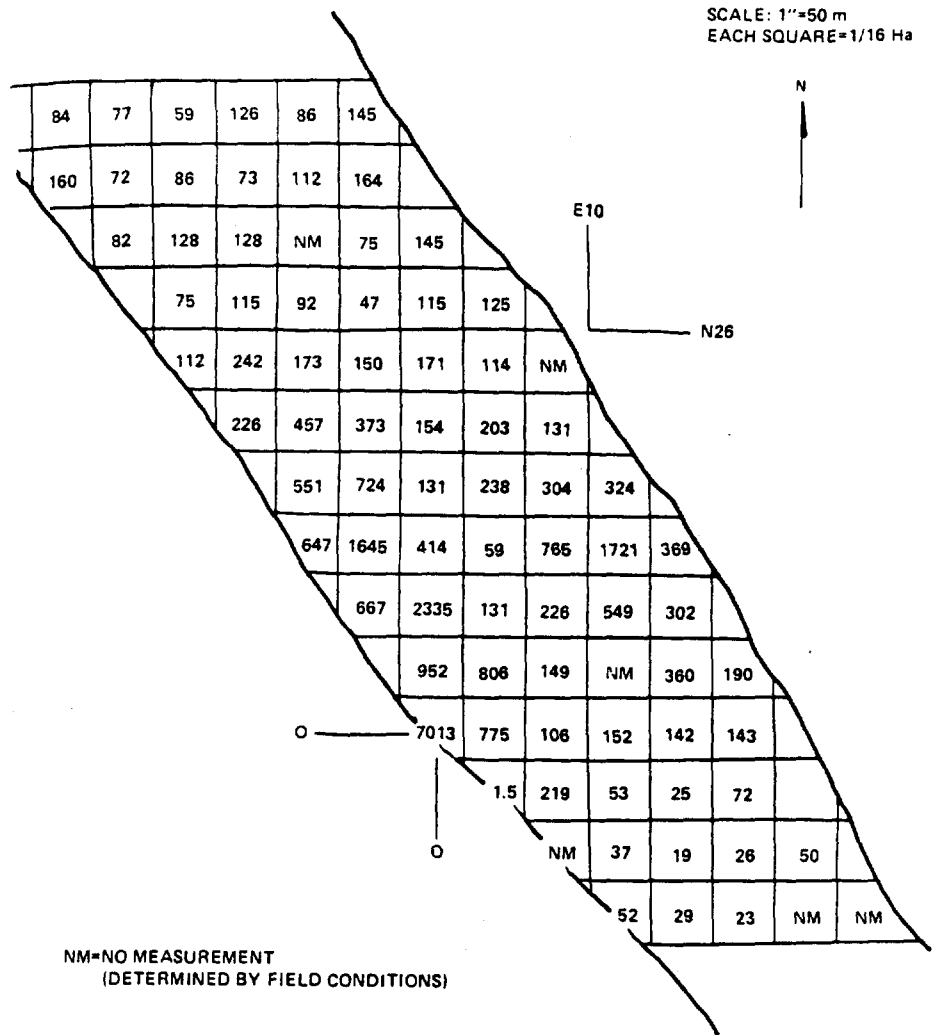 SCALE: 1"=50 m
EACH SQUARE=1/16 Ha
N
84 77 59 126 86 145
160 72 86 73 112 164
E10
82 128 128 NM 75 145
75 115 92 47 115 125
N26
112 242 173 150 171 114 NM
226 457 373 154 203 131
551 724 131 238 304 324
647 1645 414 59 765 1721 369
667 2335 131 226 549 302
952 806 149 NM 360 190
O 7013 775 106 152 142 143
1.5 219 53 25 72
O
NM 37 19 26 50
52 29 23 NM NM
NM=NO MEASUREMENT
(DETERMINED BY FIELD CONDITIONS)